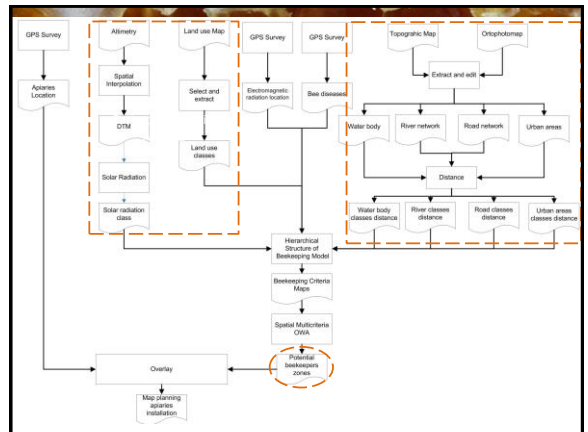 GPS Survey
Altimetry
Land use Map
GPS Survey
GPS Survey
Topograhic Map
Ortophotomap
Apiaries
Location
Spatial
Interpolation
Select and
extract
Electromagnetic
radiation location
Bee diseases
Extract and edit
DTM
Land use
classes
Water body
River network
Road network
Urban areas
Solar Radiation
Distance
Solar radiation
class
Water body
classes distance
River classes
distance
Road classes
distance
Urban areas
classes distance
Hierarchical
Structure of
Beekeeping Model
Beekeeping Criteria
Maps
Spatial Multicriteria
OWA
Overlay
Potential
beekeepers
zones
Map planning
apiaries
installation